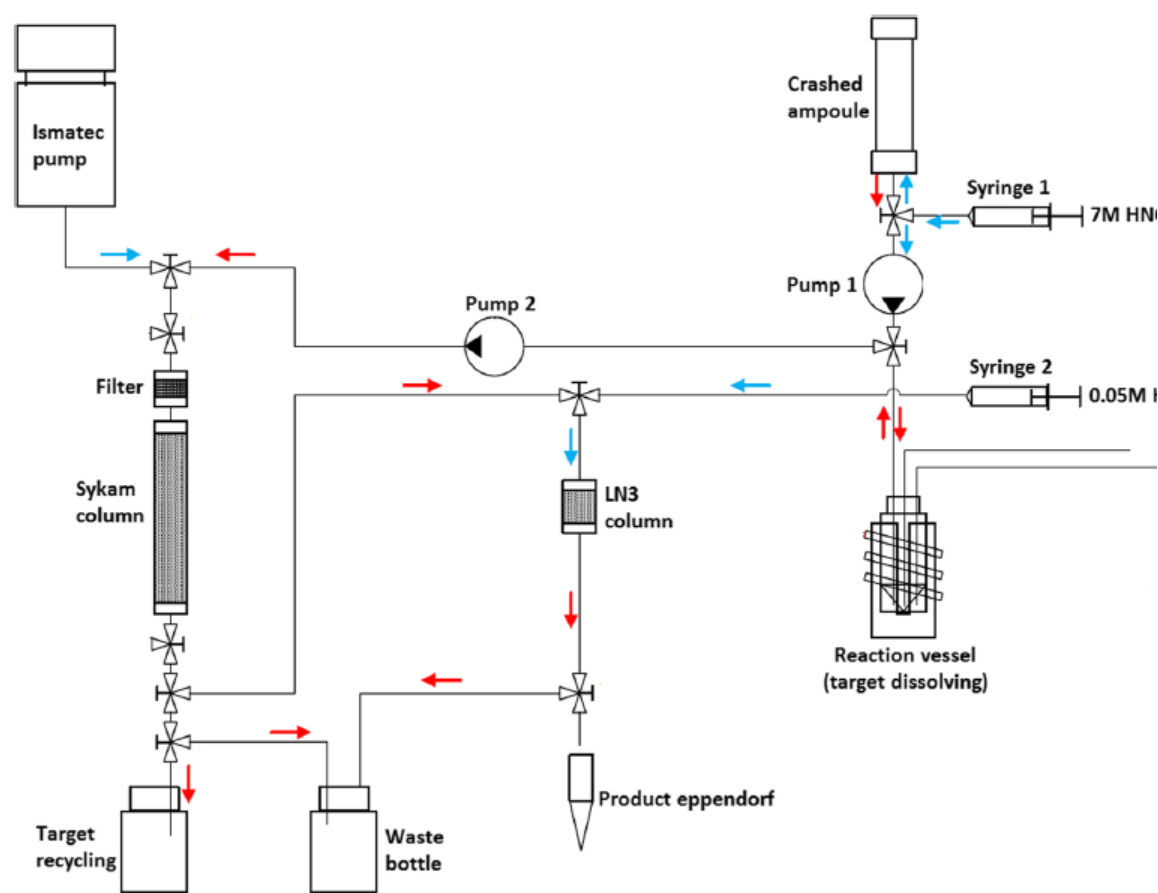 Ismatec
pump
Crashed
ampoule
Syringe 1
7M HN
Pump 1
Pump 2
Syringe 2
0.05M H
Filter
Sykam
column
LN3
column
Reaction vessel
(target dissolving)
Product eppendorf
Target
recycling
Waste
bottle